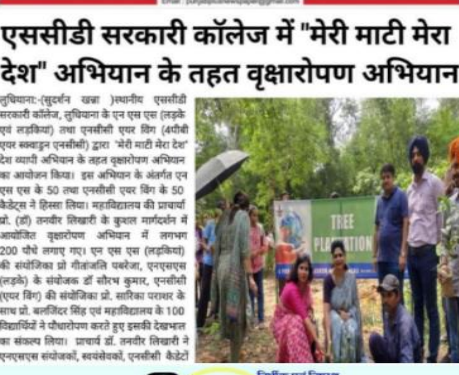 एससीडी सरकारी कॉलेज में "मेरी माटी मेरा
देश" अभियान के तहत वृक्षारोपण अभियान
लुधियाना:-(सुदर्शन खन्ना )स्थानीय एससीडी
सरकारी कॉलेज, लुधियाना के एन एस एस (लड़के
एवं लड़कियां) तथा एनसीसी एयर विंग (4पीबी
एयर स्क्वाड्रन एनसीसी) द्वारा "मेरी माटी मेरा देश"
देश व्यापी अभियान के तहत वृक्षारोपण अभियान
का आयोजन किया। इस अभियान के अंतर्गत एन
एस एस के 50 तथा एनसीसी एयर विंग के 50
कैडेट्स ने हिस्सा लिया। महाविद्यालय की प्राचार्या
प्रो. (डॉ) तनवीर लिखारी के कुशल मार्गदर्शन में
आयोजित वृक्षारोपण अभियान में लगभग
200 पौधे लगाए गए। एन एस एस (लड़कियां)
की संयोजिका प्रो गीतांजलि पबरेजा, एनएसएस
(लड़के) के संयोजक डॉ सौरभ कुमार, एनसीसी
(एयर विंग) की संयोजिका प्रो. सारिका पराशर के
साथ प्रो. बलजिंदर सिंह एवं महाविद्यालय के 100
विद्यार्थियों ने पौधारोपण करते हुए इसकी देखभाल
का संकल्प लिया। प्राचार्य डॉ. तनवीर लिखारी ने
एनएसएस संयोजकों, स्वयंसेवकों, एनसीसी कैडेटों
TREE
PLANTATION